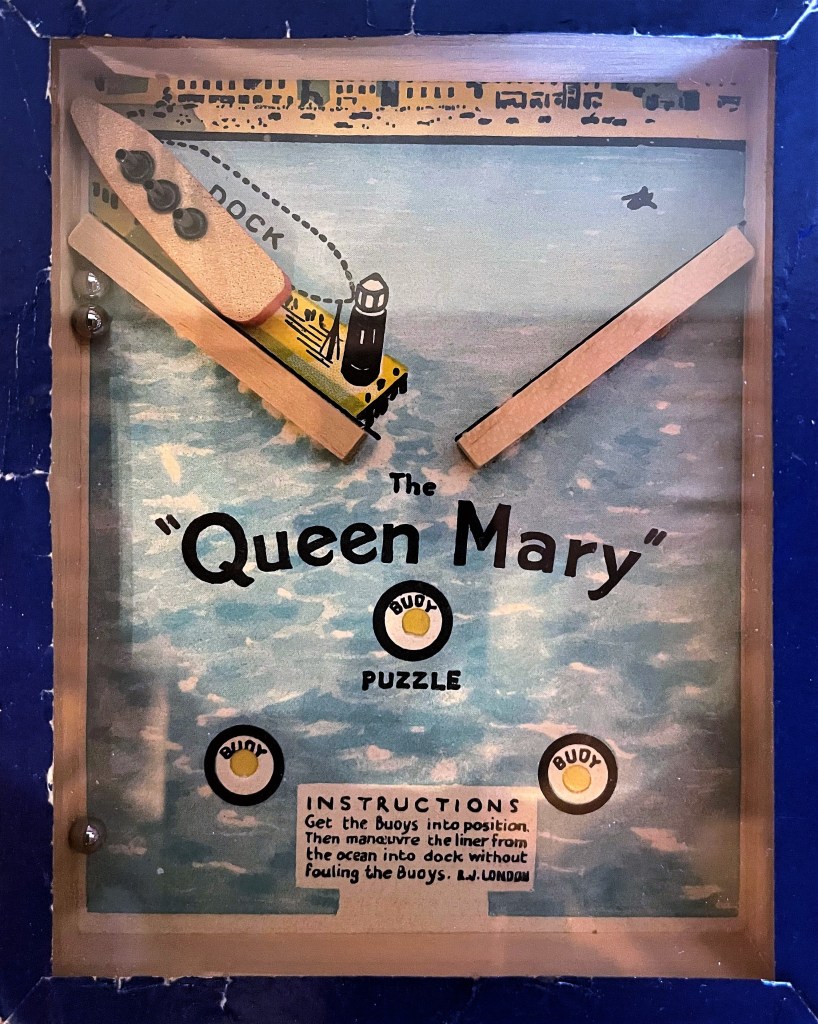 DOCK
The
"Queen Mary"
BUOY
PUZZLE
BUOY
BUOY
INSTRUCTIONS
Get the Buoys into position.
Then manœuvre the liner from
the ocean into dock without
fouling the Buoys. R.J. LONDON